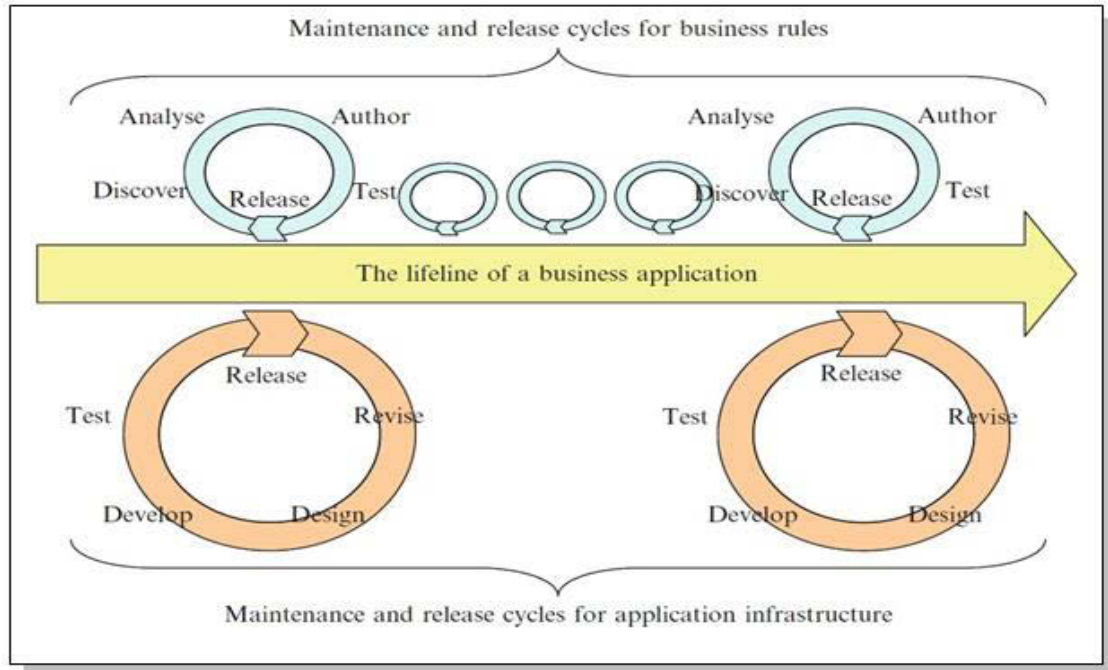 Maintenance and release cycles for business rules
Analyse
Author
Discover
Release
Test
Analyse
Author
Discover
Release
Test
The lifeline of a business application
Release
Test
Revise
Develop
Design
Release
Test
Revise
Develop
Design
Maintenance and release cycles for application infrastructure